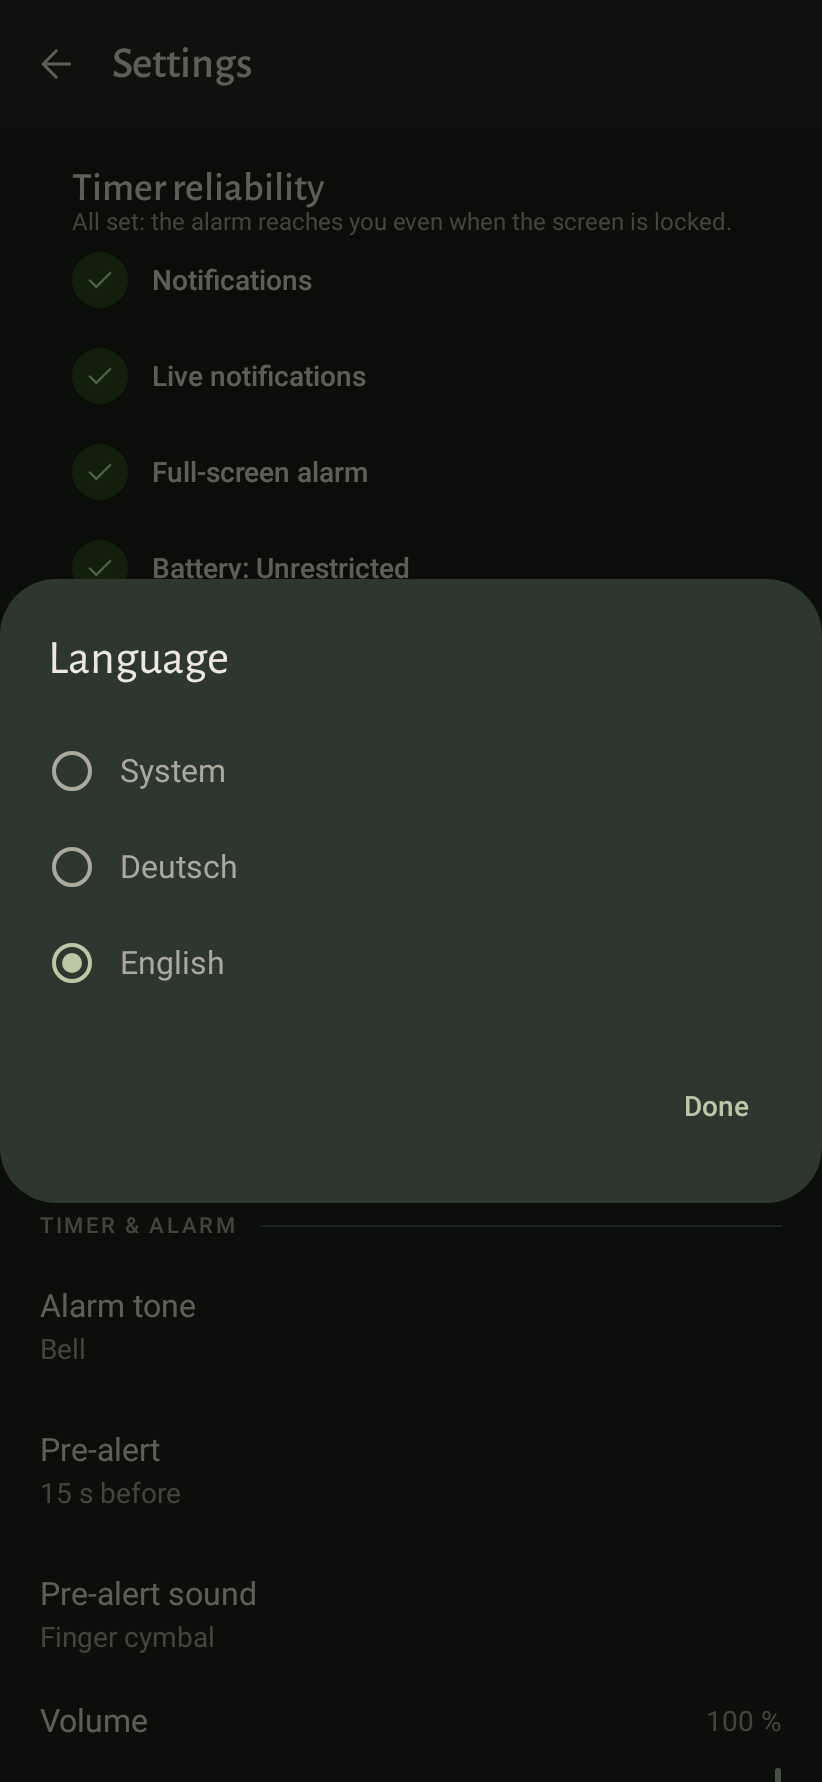 Settings
Timer reliability
All set: the alarm reaches you even when the screen is locked.
Notifications
Live notifications
Full-screen alarm
Battery: Unrestricted
Language
System
Deutsch
English
Done
TIMER & ALARM
Alarm tone
Bell
Pre-alert
15 s before
Pre-alert sound
Finger cymbal
Volume
100 %